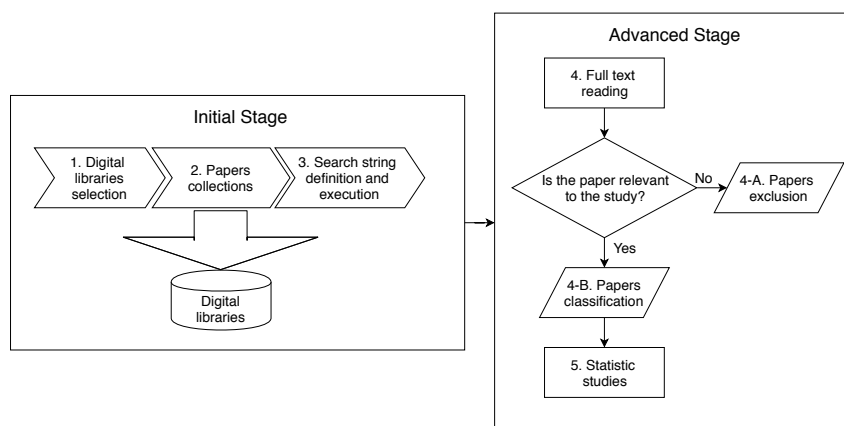 Initial Stage
1. Digital
libraries
selection
2. Papers
collections
3. Search string
definition and
execution
Digital
libraries
Advanced Stage
4. Full text
reading
Is the paper relevant
to the study?
No
4-A. Papers
exclusion
Yes
4-B. Papers
classification
5. Statistic
studies